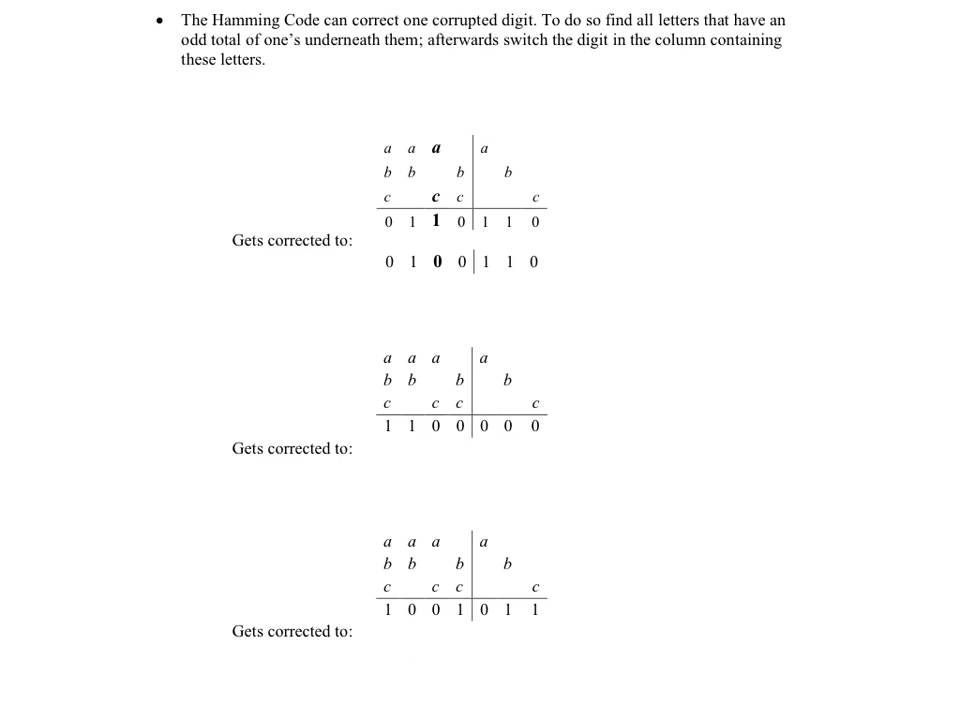 • The Hamming Code can correct one corrupted digit. To do so find all letters that have an
odd total of one’s underneath them; afterwards switch the digit in the column containing
these letters.
a a a a
b b b b
c c c c
0 1 1 0 1 1 0
Gets corrected to:
0 1 0 0 1 1 0
a a a a
b b b b
c c c c
1 1 0 0 0 0 0
Gets corrected to:
a a a a
b b b b
c c c c
1 0 0 1 0 1 1
Gets corrected to: